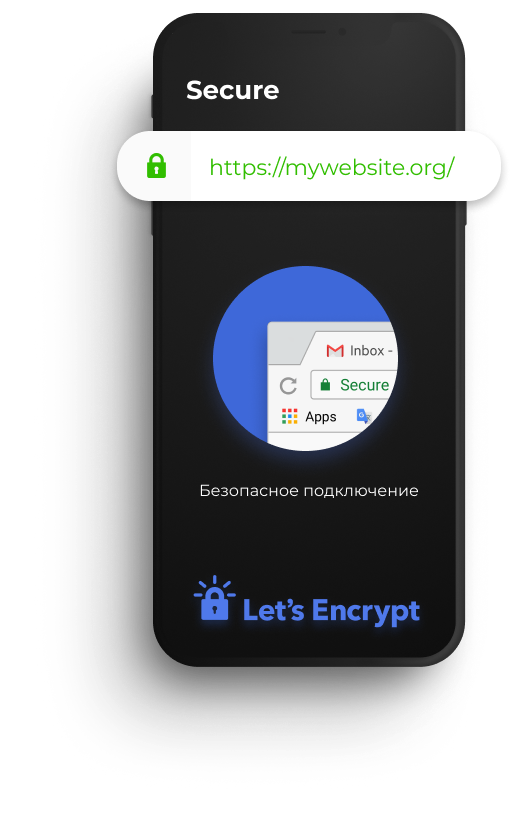 Secure
https://mywebsite.org/
Inbox -
Secure
Apps
G
Безопасное подключение
Let's Encrypt